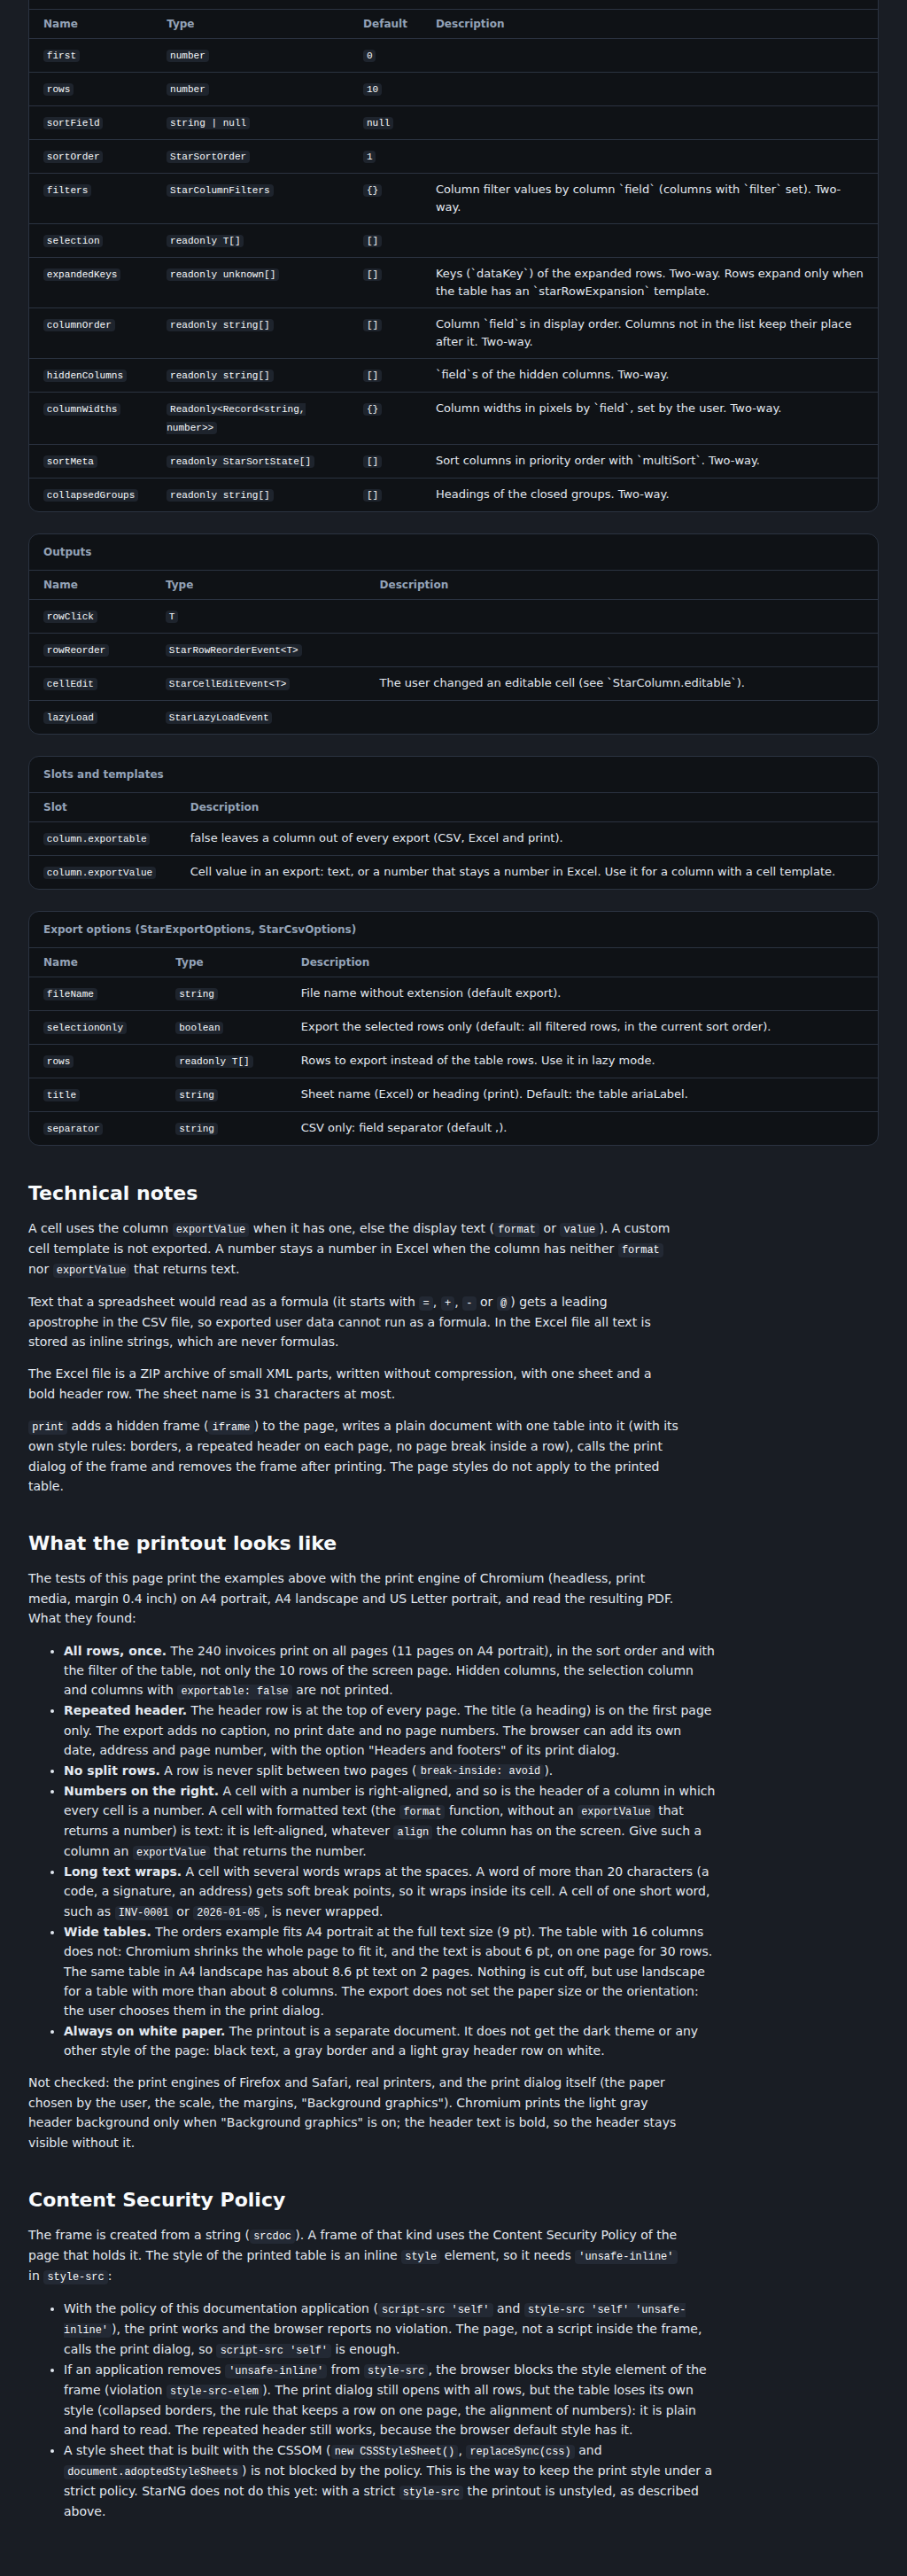 Name Type Default Description
first number 0
rows number 10
sortField string | null null
sortOrder StarSortOrder 1
filters StarColumnFilters {} Column filter values by column `field` (columns with `filter` set). Two-
way.
selection readonly T[] []
expandedKeys readonly unknown[] [] Keys (`dataKey`) of the expanded rows. Two-way. Rows expand only when
the table has an `starRowExpansion` template.
columnOrder readonly string[] [] Column `field`s in display order. Columns not in the list keep their place
after it. Two-way.
hiddenColumns readonly string[] [] `field`s of the hidden columns. Two-way.
columnWidths Readonly<Record<string, {} Column widths in pixels by `field`, set by the user. Two-way.
number>>
sortMeta readonly StarSortState[] [] Sort columns in priority order with `multiSort`. Two-way.
collapsedGroups readonly string[] [] Headings of the closed groups. Two-way.
Outputs
Name Type Description
rowClick T
rowReorder StarRowReorderEvent<T>
cellEdit StarCellEditEvent<T> The user changed an editable cell (see `StarColumn.editable`).
lazyLoad StarLazyLoadEvent
Slots and templates
Slot Description
column.exportable false leaves a column out of every export (CSV, Excel and print).
column.exportValue Cell value in an export: text, or a number that stays a number in Excel. Use it for a column with a cell template.
Export options (StarExportOptions, StarCsvOptions)
Name Type Description
fileName string File name without extension (default export).
selectionOnly boolean Export the selected rows only (default: all filtered rows, in the current sort order).
rows readonly T[] Rows to export instead of the table rows. Use it in lazy mode.
title string Sheet name (Excel) or heading (print). Default: the table ariaLabel.
separator string CSV only: field separator (default ,).
Technical notes
A cell uses the column exportValue when it has one, else the display text (format or value). A custom
cell template is not exported. A number stays a number in Excel when the column has neither format
nor exportValue that returns text.
Text that a spreadsheet would read as a formula (it starts with =, +, - or @) gets a leading
apostrophe in the CSV file, so exported user data cannot run as a formula. In the Excel file all text is
stored as inline strings, which are never formulas.
The Excel file is a ZIP archive of small XML parts, written without compression, with one sheet and a
bold header row. The sheet name is 31 characters at most.
print adds a hidden frame (iframe) to the page, writes a plain document with one table into it (with its
own style rules: borders, a repeated header on each page, no page break inside a row), calls the print
dialog of the frame and removes the frame after printing. The page styles do not apply to the printed
table.
What the printout looks like
The tests of this page print the examples above with the print engine of Chromium (headless, print
media, margin 0.4 inch) on A4 portrait, A4 landscape and US Letter portrait, and read the resulting PDF.
What they found:
• All rows, once. The 240 invoices print on all pages (11 pages on A4 portrait), in the sort order and with
the filter of the table, not only the 10 rows of the screen page. Hidden columns, the selection column
and columns with exportable: false are not printed.
• Repeated header. The header row is at the top of every page. The title (a heading) is on the first page
only. The export adds no caption, no print date and no page numbers. The browser can add its own
date, address and page number, with the option "Headers and footers" of its print dialog.
• No split rows. A row is never split between two pages (break-inside: avoid).
• Numbers on the right. A cell with a number is right-aligned, and so is the header of a column in which
every cell is a number. A cell with formatted text (the format function, without an exportValue that
returns a number) is text: it is left-aligned, whatever align the column has on the screen. Give such a
column an exportValue that returns the number.
• Long text wraps. A cell with several words wraps at the spaces. A word of more than 20 characters (a
code, a signature, an address) gets soft break points, so it wraps inside its cell. A cell of one short word,
such as INV-0001 or 2026-01-05, is never wrapped.
• Wide tables. The orders example fits A4 portrait at the full text size (9 pt). The table with 16 columns
does not: Chromium shrinks the whole page to fit it, and the text is about 6 pt, on one page for 30 rows.
The same table in A4 landscape has about 8.6 pt text on 2 pages. Nothing is cut off, but use landscape
for a table with more than about 8 columns. The export does not set the paper size or the orientation:
the user chooses them in the print dialog.
• Always on white paper. The printout is a separate document. It does not get the dark theme or any
other style of the page: black text, a gray border and a light gray header row on white.
Not checked: the print engines of Firefox and Safari, real printers, and the print dialog itself (the paper
chosen by the user, the scale, the margins, "Background graphics"). Chromium prints the light gray
header background only when "Background graphics" is on; the header text is bold, so the header stays
visible without it.
Content Security Policy
The frame is created from a string (srcdoc). A frame of that kind uses the Content Security Policy of the
page that holds it. The style of the printed table is an inline style element, so it needs 'unsafe-inline'
in style-src:
• With the policy of this documentation application (script-src 'self' and style-src 'self' 'unsafe-
inline'), the print works and the browser reports no violation. The page, not a script inside the frame,
calls the print dialog, so script-src 'self' is enough.
• If an application removes 'unsafe-inline' from style-src, the browser blocks the style element of the
frame (violation style-src-elem). The print dialog still opens with all rows, but the table loses its own
style (collapsed borders, the rule that keeps a row on one page, the alignment of numbers): it is plain
and hard to read. The repeated header still works, because the browser default style has it.
• A style sheet that is built with the CSSOM (new CSSStyleSheet(), replaceSync(css) and
document.adoptedStyleSheets) is not blocked by the policy. This is the way to keep the print style under a
strict policy. StarNG does not do this yet: with a strict style-src the printout is unstyled, as described
above.